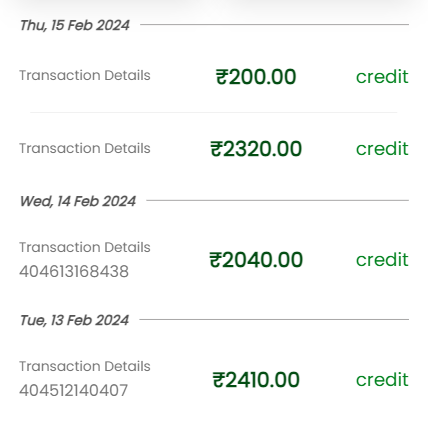 Thu, 15 Feb 2024
Transaction Details ₹200.00 credit
Transaction Details ₹2320.00 credit
Wed, 14 Feb 2024
Transaction Details ₹2040.00 credit
404613168438
Tue, 13 Feb 2024
Transaction Details ₹2410.00 credit
404512140407